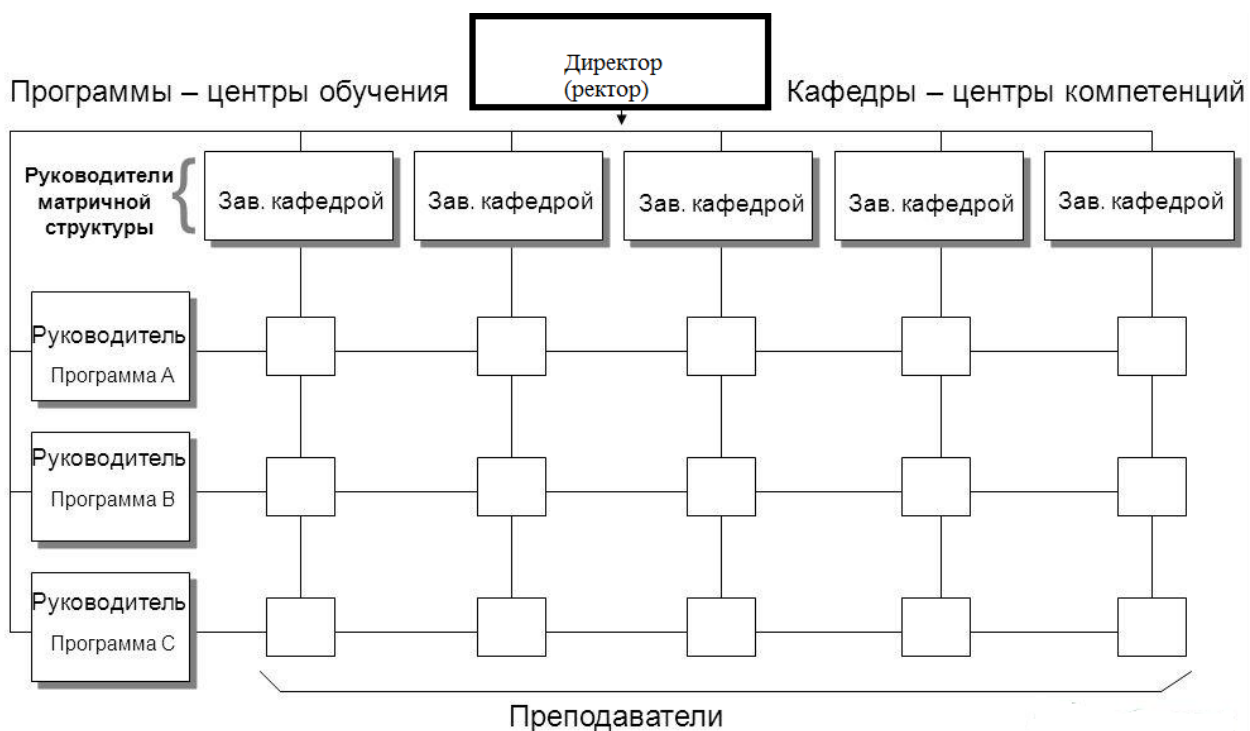 Директор
(ректор)
Программы – центры обучения
Кафедры – центры компетенций
Руководители
матричной
структуры
Зав. кафедрой
Зав. кафедрой
Зав. кафедрой
Зав. кафедрой
Зав. кафедрой
Руководитель
Программа А
Руководитель
Программа В
Руководитель
Программа С
Преподаватели